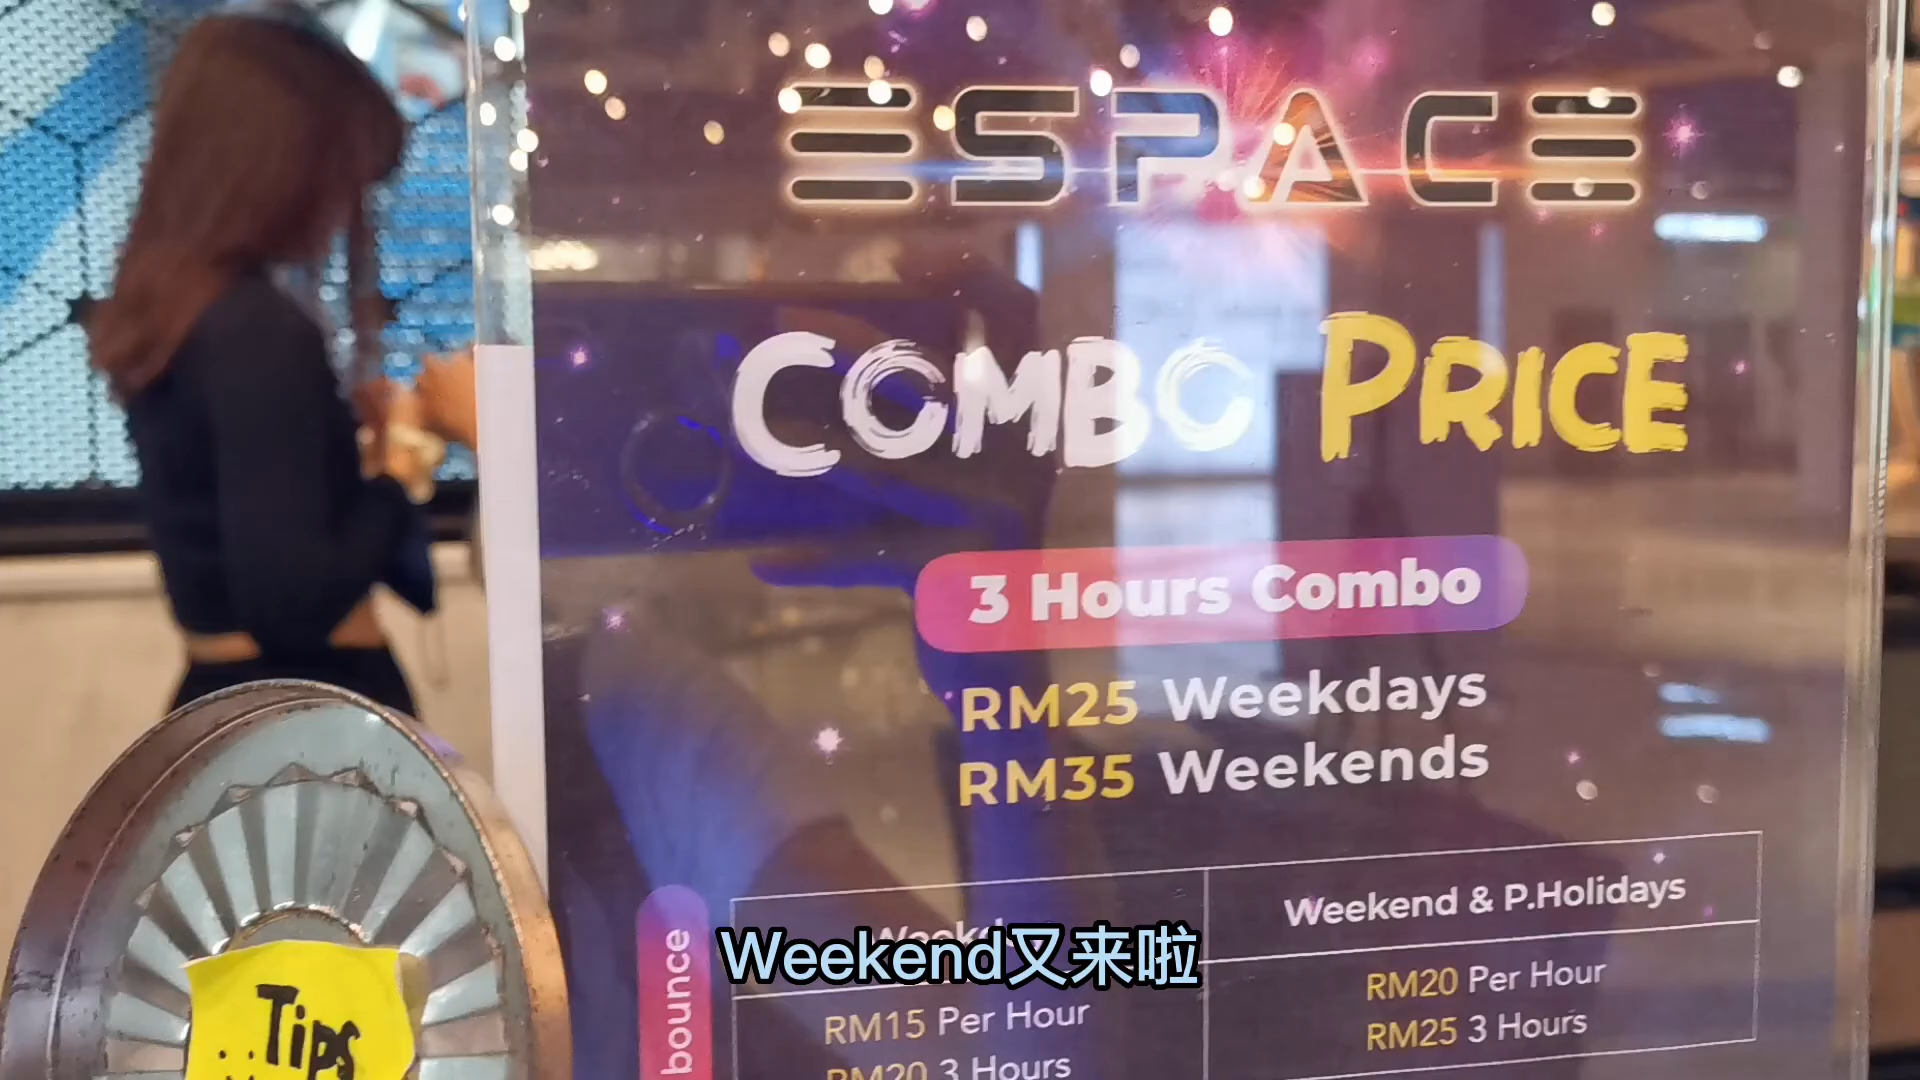 ESPACE
COMBO PRICE
3 Hours Combo
RM25 Weekdays
RM35 Weekends
Weekend & P.Holidays
bounce
Weekend又来啦
RM15 Per Hour
RM20 Per Hour
RM20 3 Hours
RM25 3 Hours
Tips